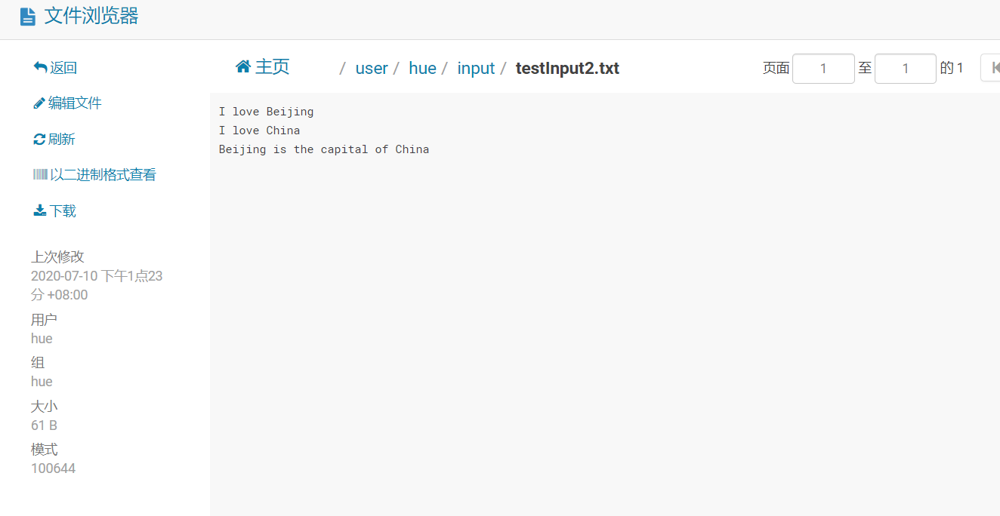 文件浏览器
返回
编辑文件
刷新
以二进制格式查看
下载
上次修改
2020-07-10 下午1点23
分 +08:00
用户
hue
组
hue
大小
61 B
模式
100644
主页 / user / hue / input / testInput2.txt
页面 1 至 1 的 1
I love Beijing
I love China
Beijing is the capital of China